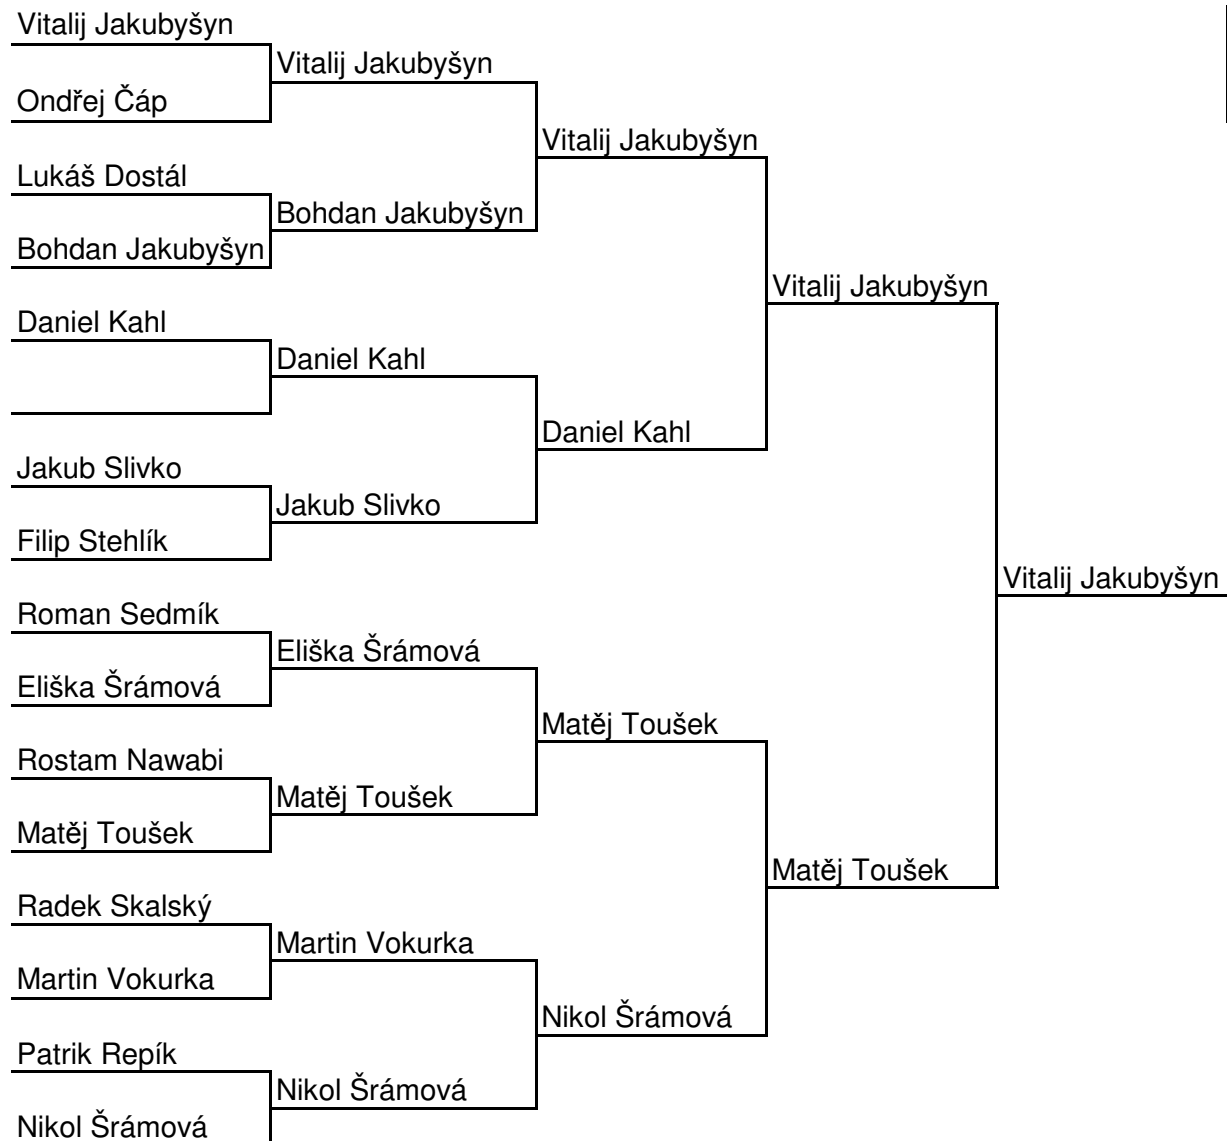 Vitalij Jakubyšyn
Vitalij Jakubyšyn
Ondřej Čáp
Vitalij Jakubyšyn
Lukáš Dostál
Bohdan Jakubyšyn
Bohdan Jakubyšyn
Vitalij Jakubyšyn
Daniel Kahl
Daniel Kahl
Daniel Kahl
Jakub Slivko
Jakub Slivko
Filip Stehlík
Vitalij Jakubyšyn
Roman Sedmík
Eliška Šrámová
Eliška Šrámová
Matěj Toušek
Rostam Nawabi
Matěj Toušek
Matěj Toušek
Matěj Toušek
Radek Skalský
Martin Vokurka
Martin Vokurka
Nikol Šrámová
Patrik Repík
Nikol Šrámová
Nikol Šrámová